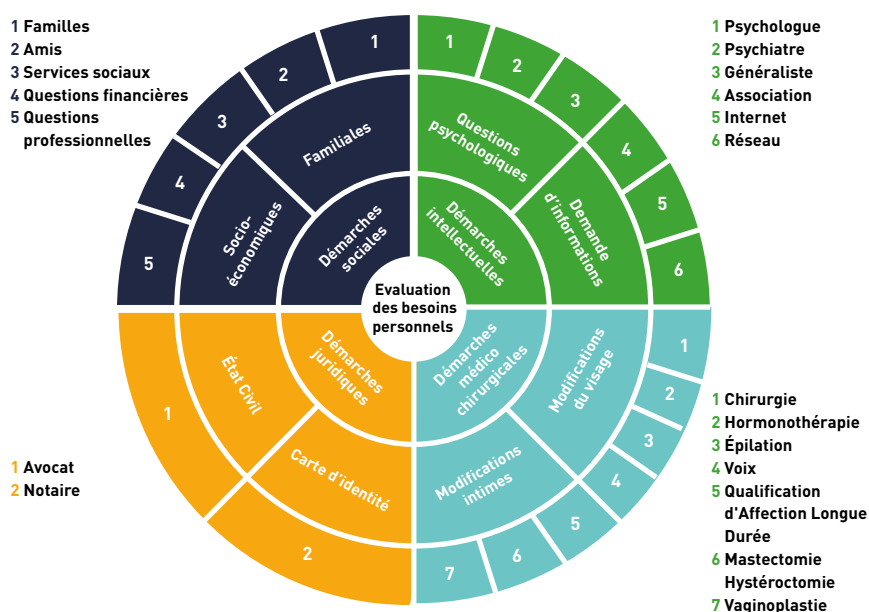 1 Familles
2 Amis
3 Services sociaux
4 Questions financières
5 Questions
professionnelles
1 Psychologue
2 Psychiatre
3 Généraliste
4 Association
5 Internet
6 Réseau
1
2
3
4
5
Familiales
Socio-
économiques
Démarches
sociales
1
2
3
4
5
6
Questions
psychologiques
Demande
d'informations
Démarches
intellectuelles
Evaluation
des besoins
personnels
Démarches
juridiques
État Civil
Carte d'identité
1
2
Démarches
médico
chirurgicales
Modifications
du visage
Modifications
intimes
1
2
3
4
5
6
7
1 Avocat
2 Notaire
1 Chirurgie
2 Hormonothérapie
3 Épilation
4 Voix
5 Qualification
d'Affection Longue
Durée
6 Mastectomie
Hystéroctomie
7 Vaginoplastie